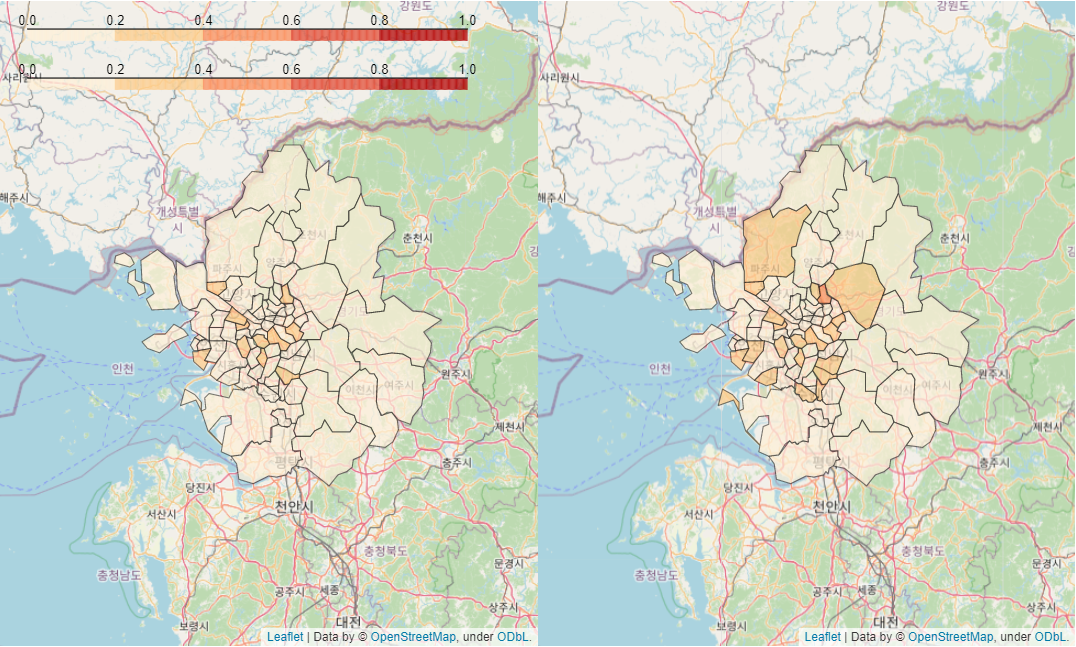 강원도
강원도
0.0 0.2 0.4 0.6 0.8 1.0
0.0 0.2 0.4 0.6 0.8 1.0
사리원시
사리원시
해주시
해주시
개성특별시
개성특별시
춘천시
춘천시
파주시
파주시
인천
인천
원주시
원주시
이천시
여주시
이천시
여주시
제천시
제천시
평택시
평택시
충주시
충주시
당진시
당진시
서산시
서산시
천안시
천안시
충청북도
충청북도
문경시
문경시
충청남도
충청남도
공주시
세종
공주시
세종
상주시
상주시
보령시
대전
보령시
대전
Leaflet | Data by © OpenStreetMap, under ODbL.
Leaflet | Data by © OpenStreetMap, under ODbL.